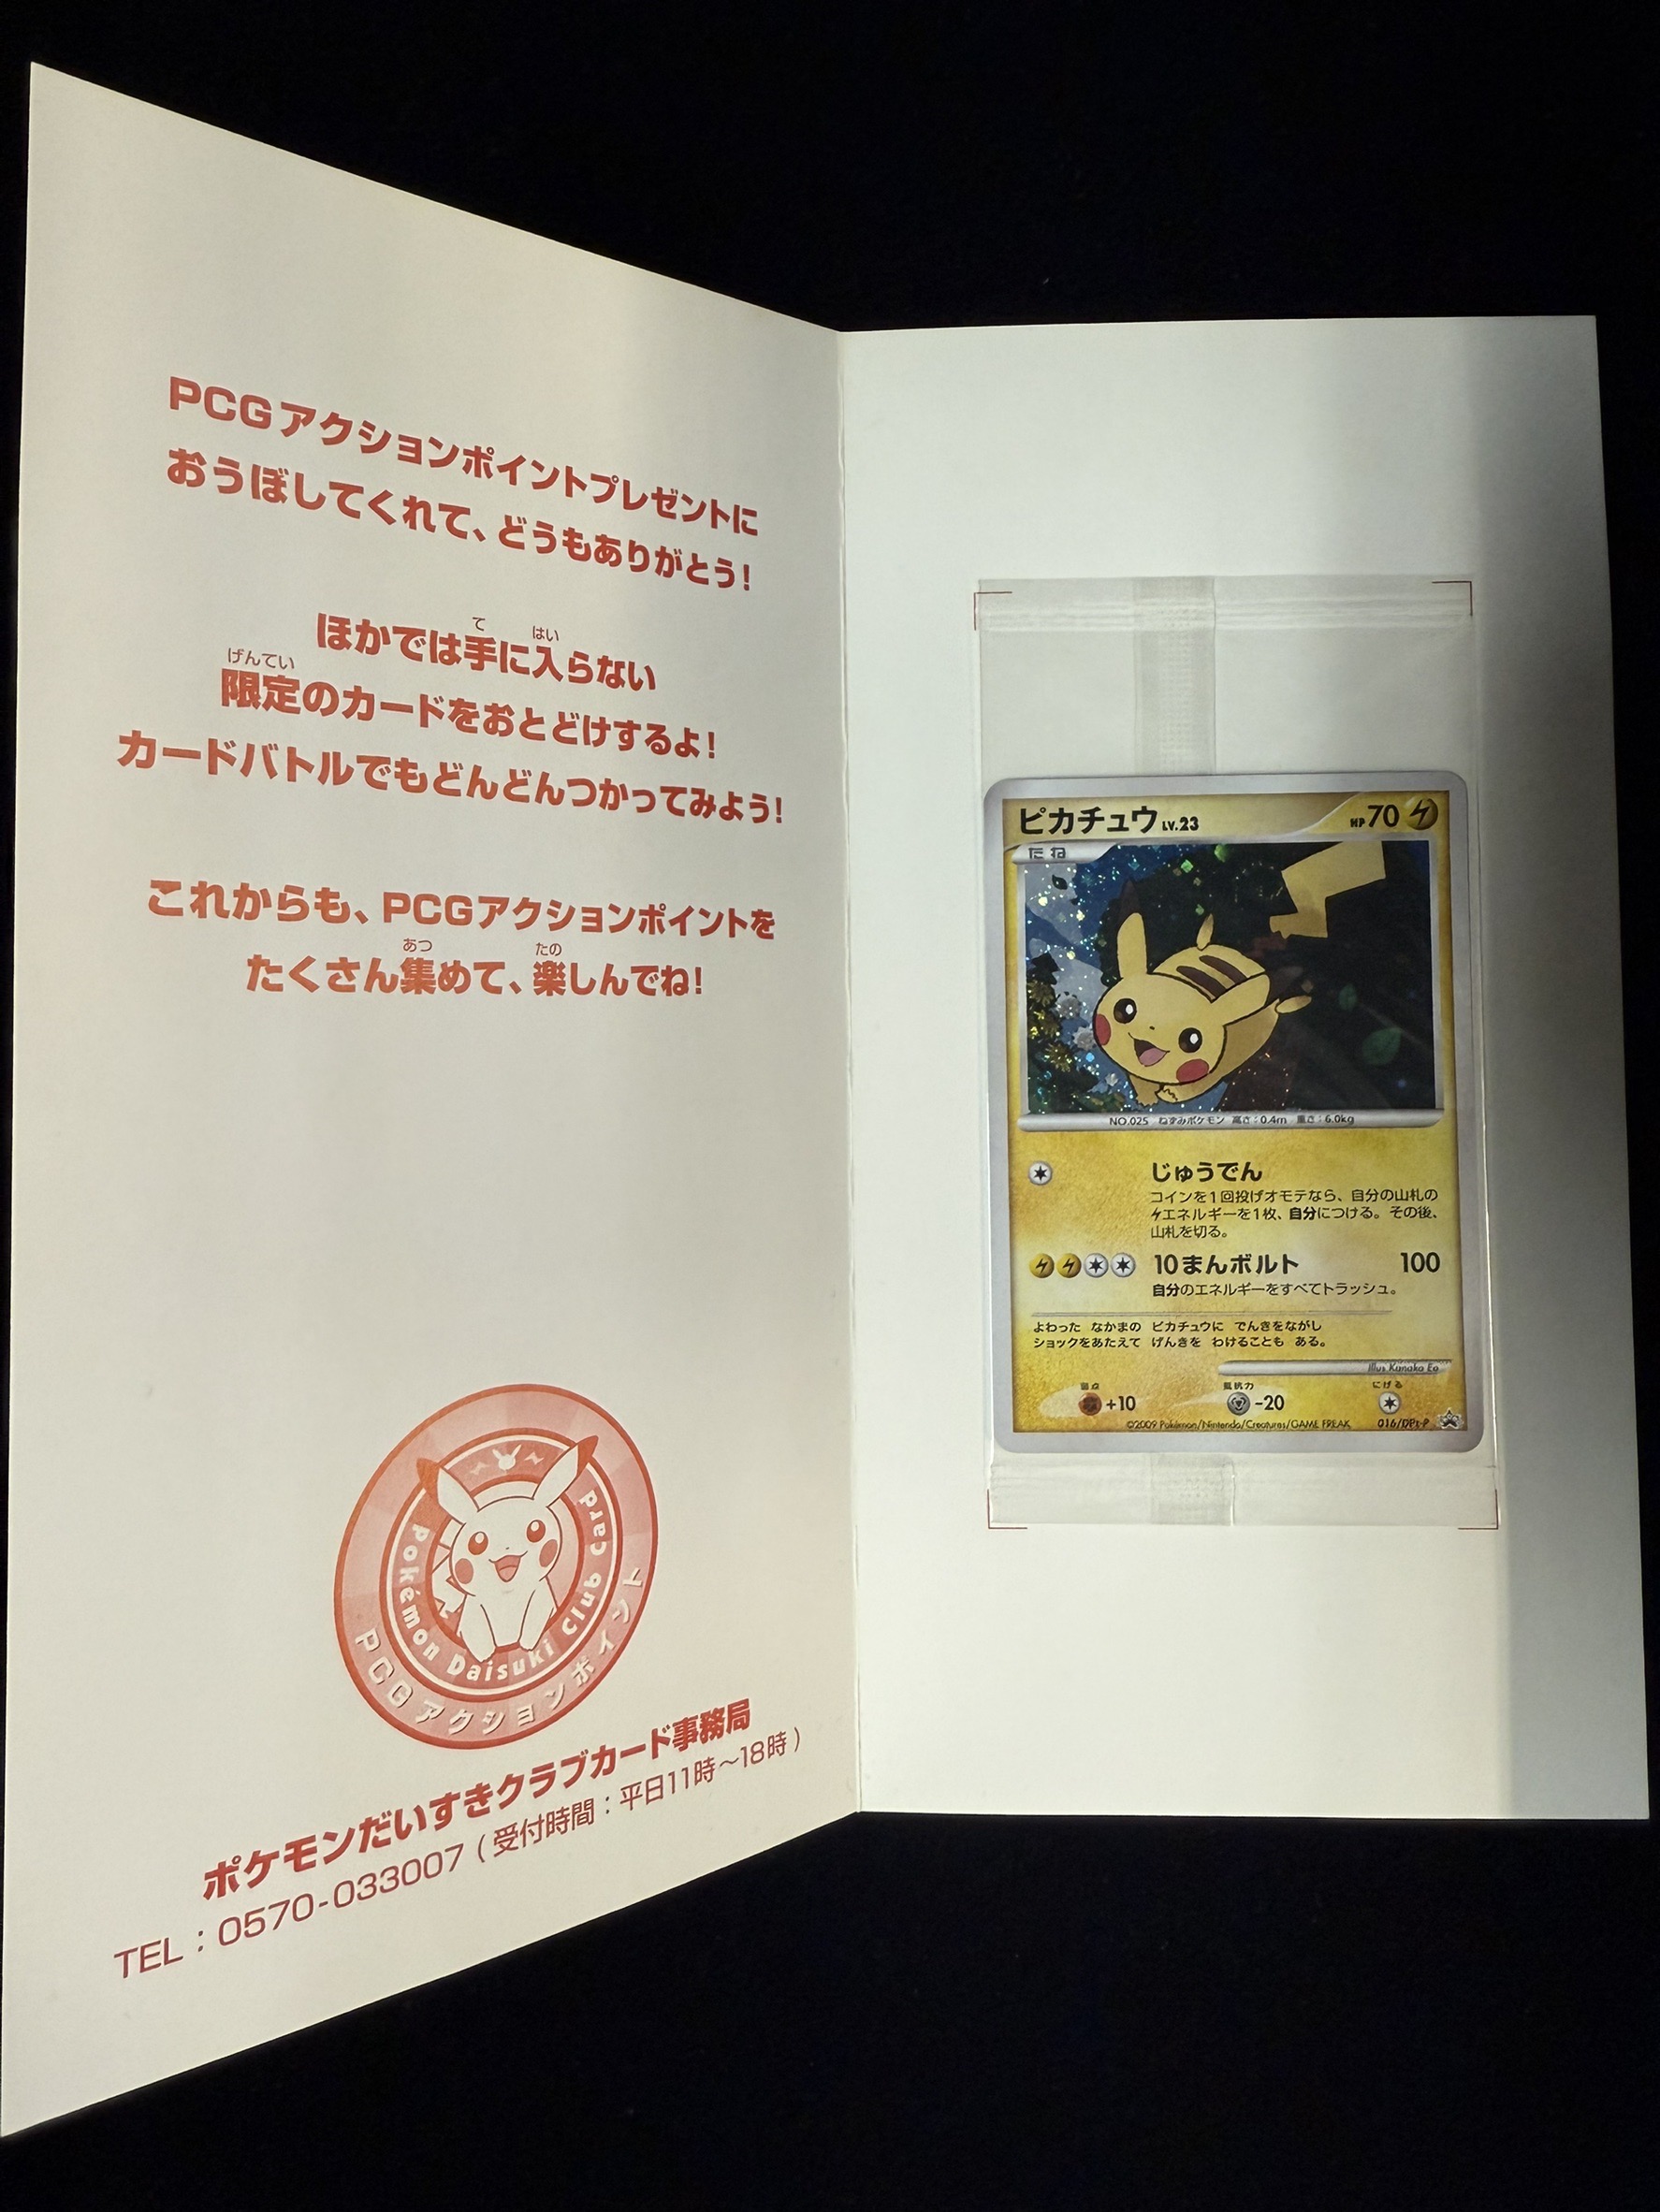 PCGアクションポイントプレゼントに
おうぼしてくれて、どうもありがとう!
ほかでは手に入らない
て はい
限定のカードをおとどけするよ!
げんてい
カードバトルでもどんどんつかってみよう!
これからも、PCGアクションポイントを
たくさん集めて、楽しんでね!
あつ たの
Pokémon Daisuki Club Card
PCGアクションポイント
ポケモンだいすきクラブカード事務局
TEL:0570-033007(受付時間:平日11時~18時)
ピカチュウ LV.23 HP70
たね
NO.025 ねずみポケモン 高さ:0.4m 重さ:6.0kg
じゅうでん
コインを1回投げオモテなら、自分の山札の
エネルギーを1枚、自分につける。その後、
山札を切る。
10まんボルト 100
自分のエネルギーをすべてトラッシュ。
よわった なかまの ピカチュウに でんきをながし
ショックをあたえて げんきを わけることも ある。
Illus. Kanako Eo
弱点 抵抗力 にげる
+10 -20
©2009 Pokémon/Nintendo/Creatures/GAME FREAK 016/DPt-P